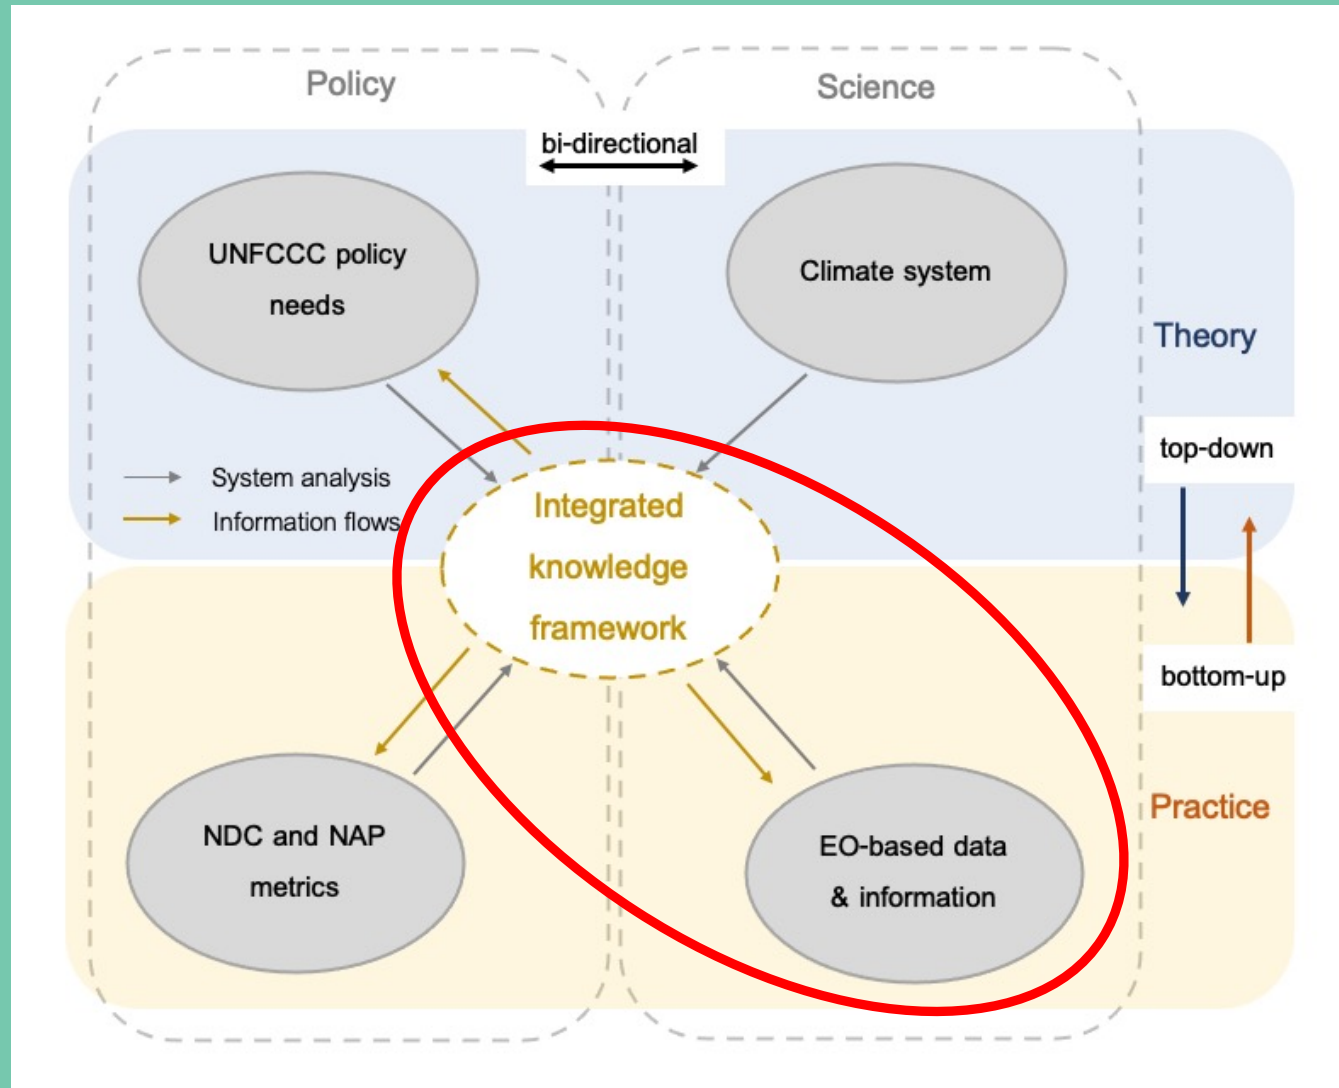 Policy
Science
bi-directional
UNFCCC policy
needs
Climate system
Theory
top-down
System analysis
Information flows
Integrated
knowledge
framework
bottom-up
Practice
NDC and NAP
metrics
EO-based data
& information